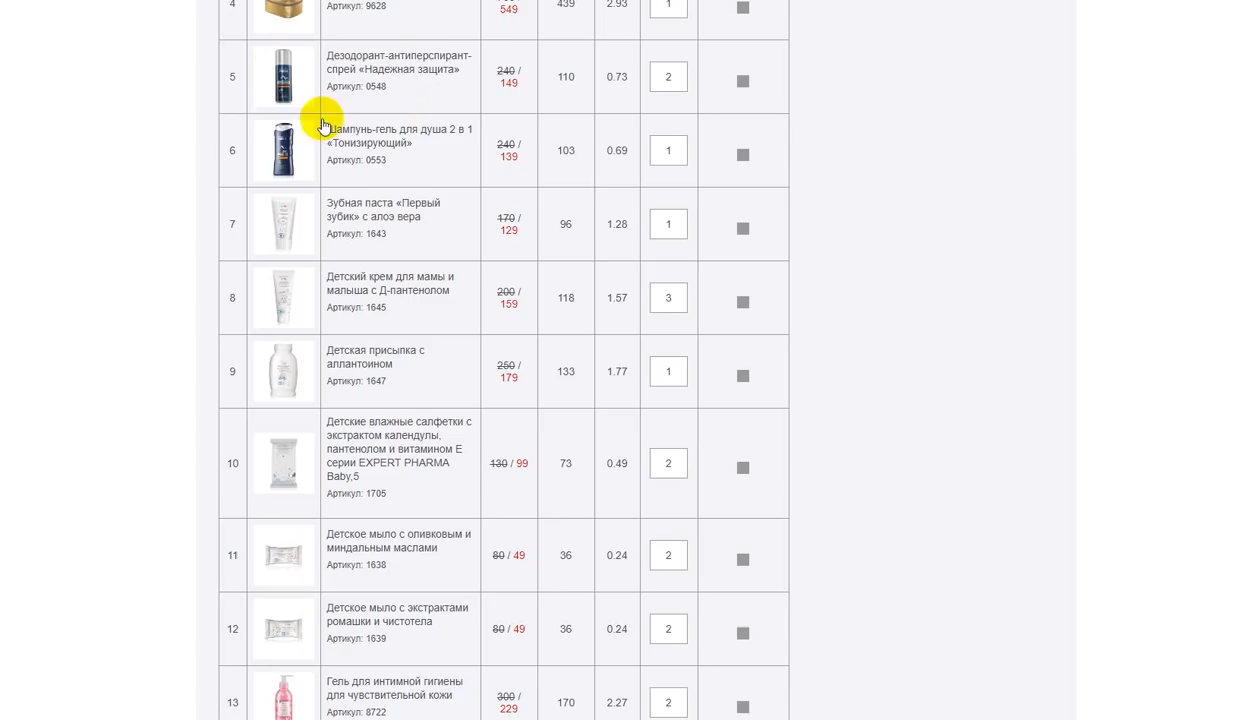 4
Артикул: 9628
549
439
2.93
1
5
Дезодорант-антиперспирант-
спрей «Надежная защита»
Артикул: 0548
240 /
149
110
0.73
2
6
Шампунь-гель для душа 2 в 1
«Тонизирующий»
Артикул: 0553
240 /
139
103
0.69
1
7
Зубная паста «Первый
зубик» с алоэ вера
Артикул: 1643
170 /
129
96
1.28
1
8
Детский крем для мамы и
малыша с Д-пантенолом
Артикул: 1645
200 /
159
118
1.57
3
9
Детская присыпка с
аллантоином
Артикул: 1647
250 /
179
133
1.77
1
10
Детские влажные салфетки с
экстрактом календулы,
пантенолом и витамином Е
серии EXPERT PHARMA
Baby,5
Артикул: 1705
130 / 99
73
0.49
2
11
Детское мыло с оливковым и
миндальным маслами
Артикул: 1638
80 / 49
36
0.24
2
12
Детское мыло с экстрактами
ромашки и чистотела
Артикул: 1639
80 / 49
36
0.24
2
13
Гель для интимной гигиены
для чувствительной кожи
Артикул: 8722
300 /
229
170
2.27
2